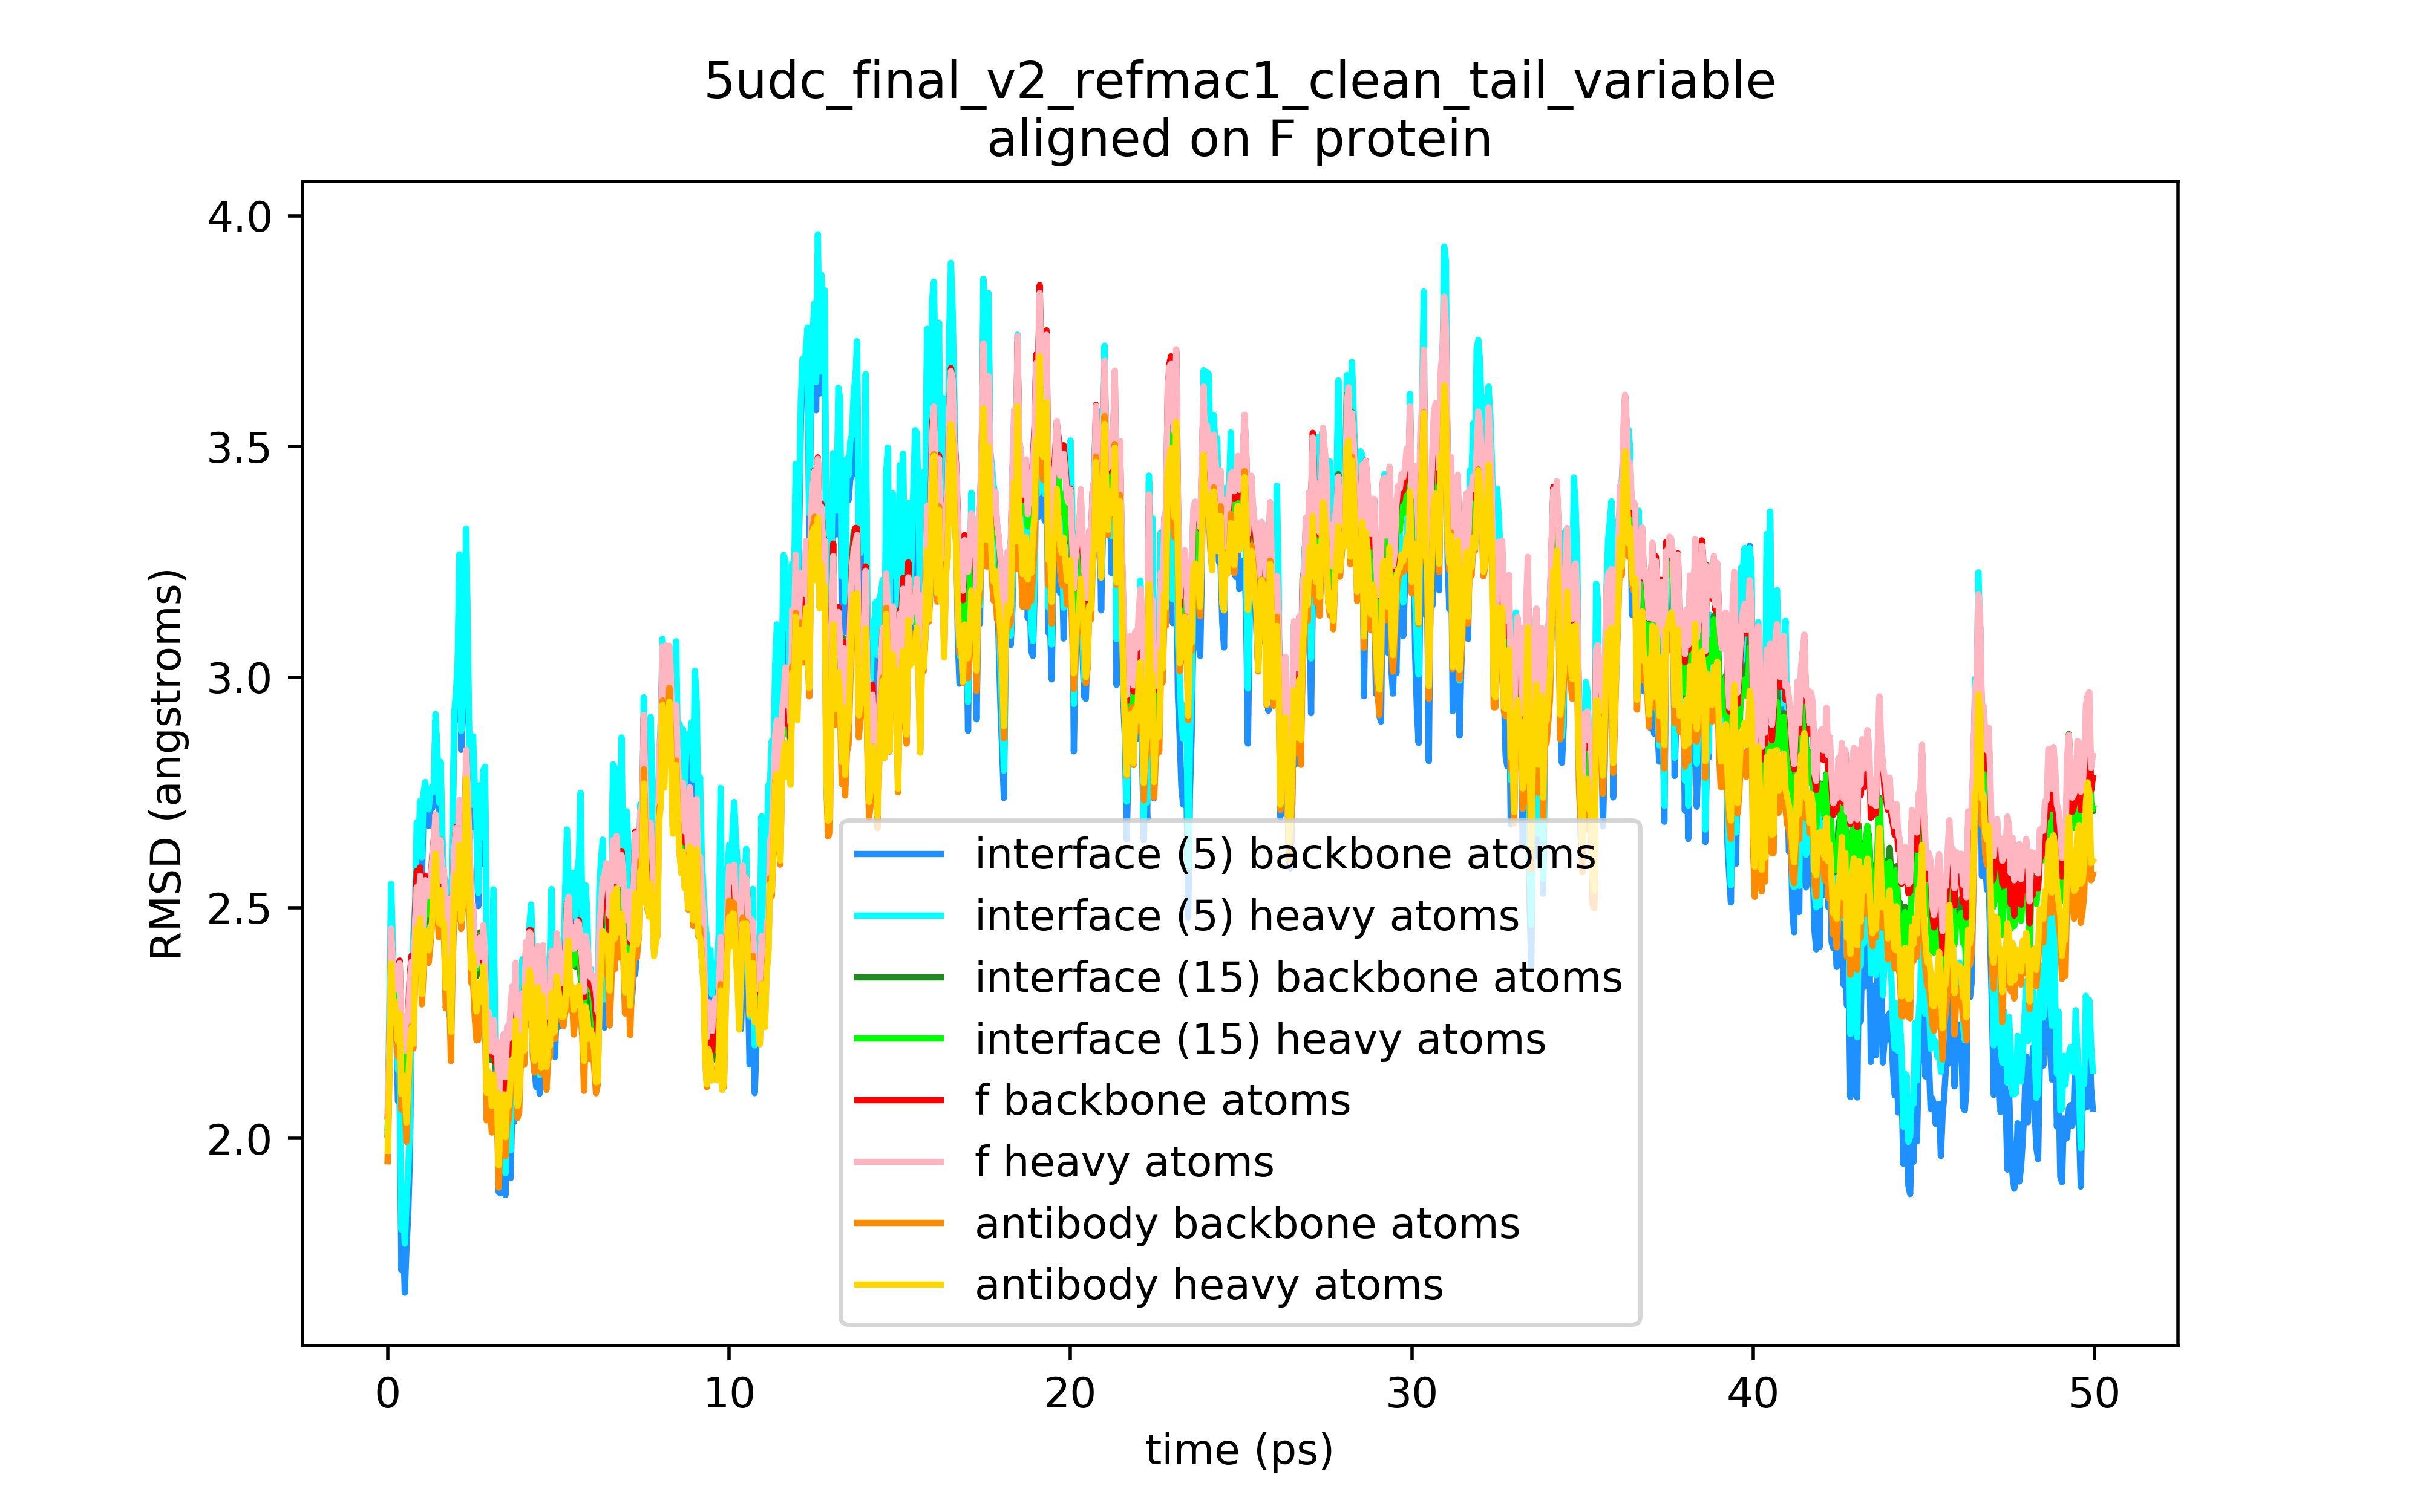 5udc_final_v2_refmac1_clean_tail_variable
aligned on F protein
RMSD (angstroms)
4.0
3.5
3.0
2.5
2.0
interface (5) backbone atoms
interface (5) heavy atoms
interface (15) backbone atoms
interface (15) heavy atoms
f backbone atoms
f heavy atoms
antibody backbone atoms
antibody heavy atoms
0 10 20 30 40 50
time (ps)